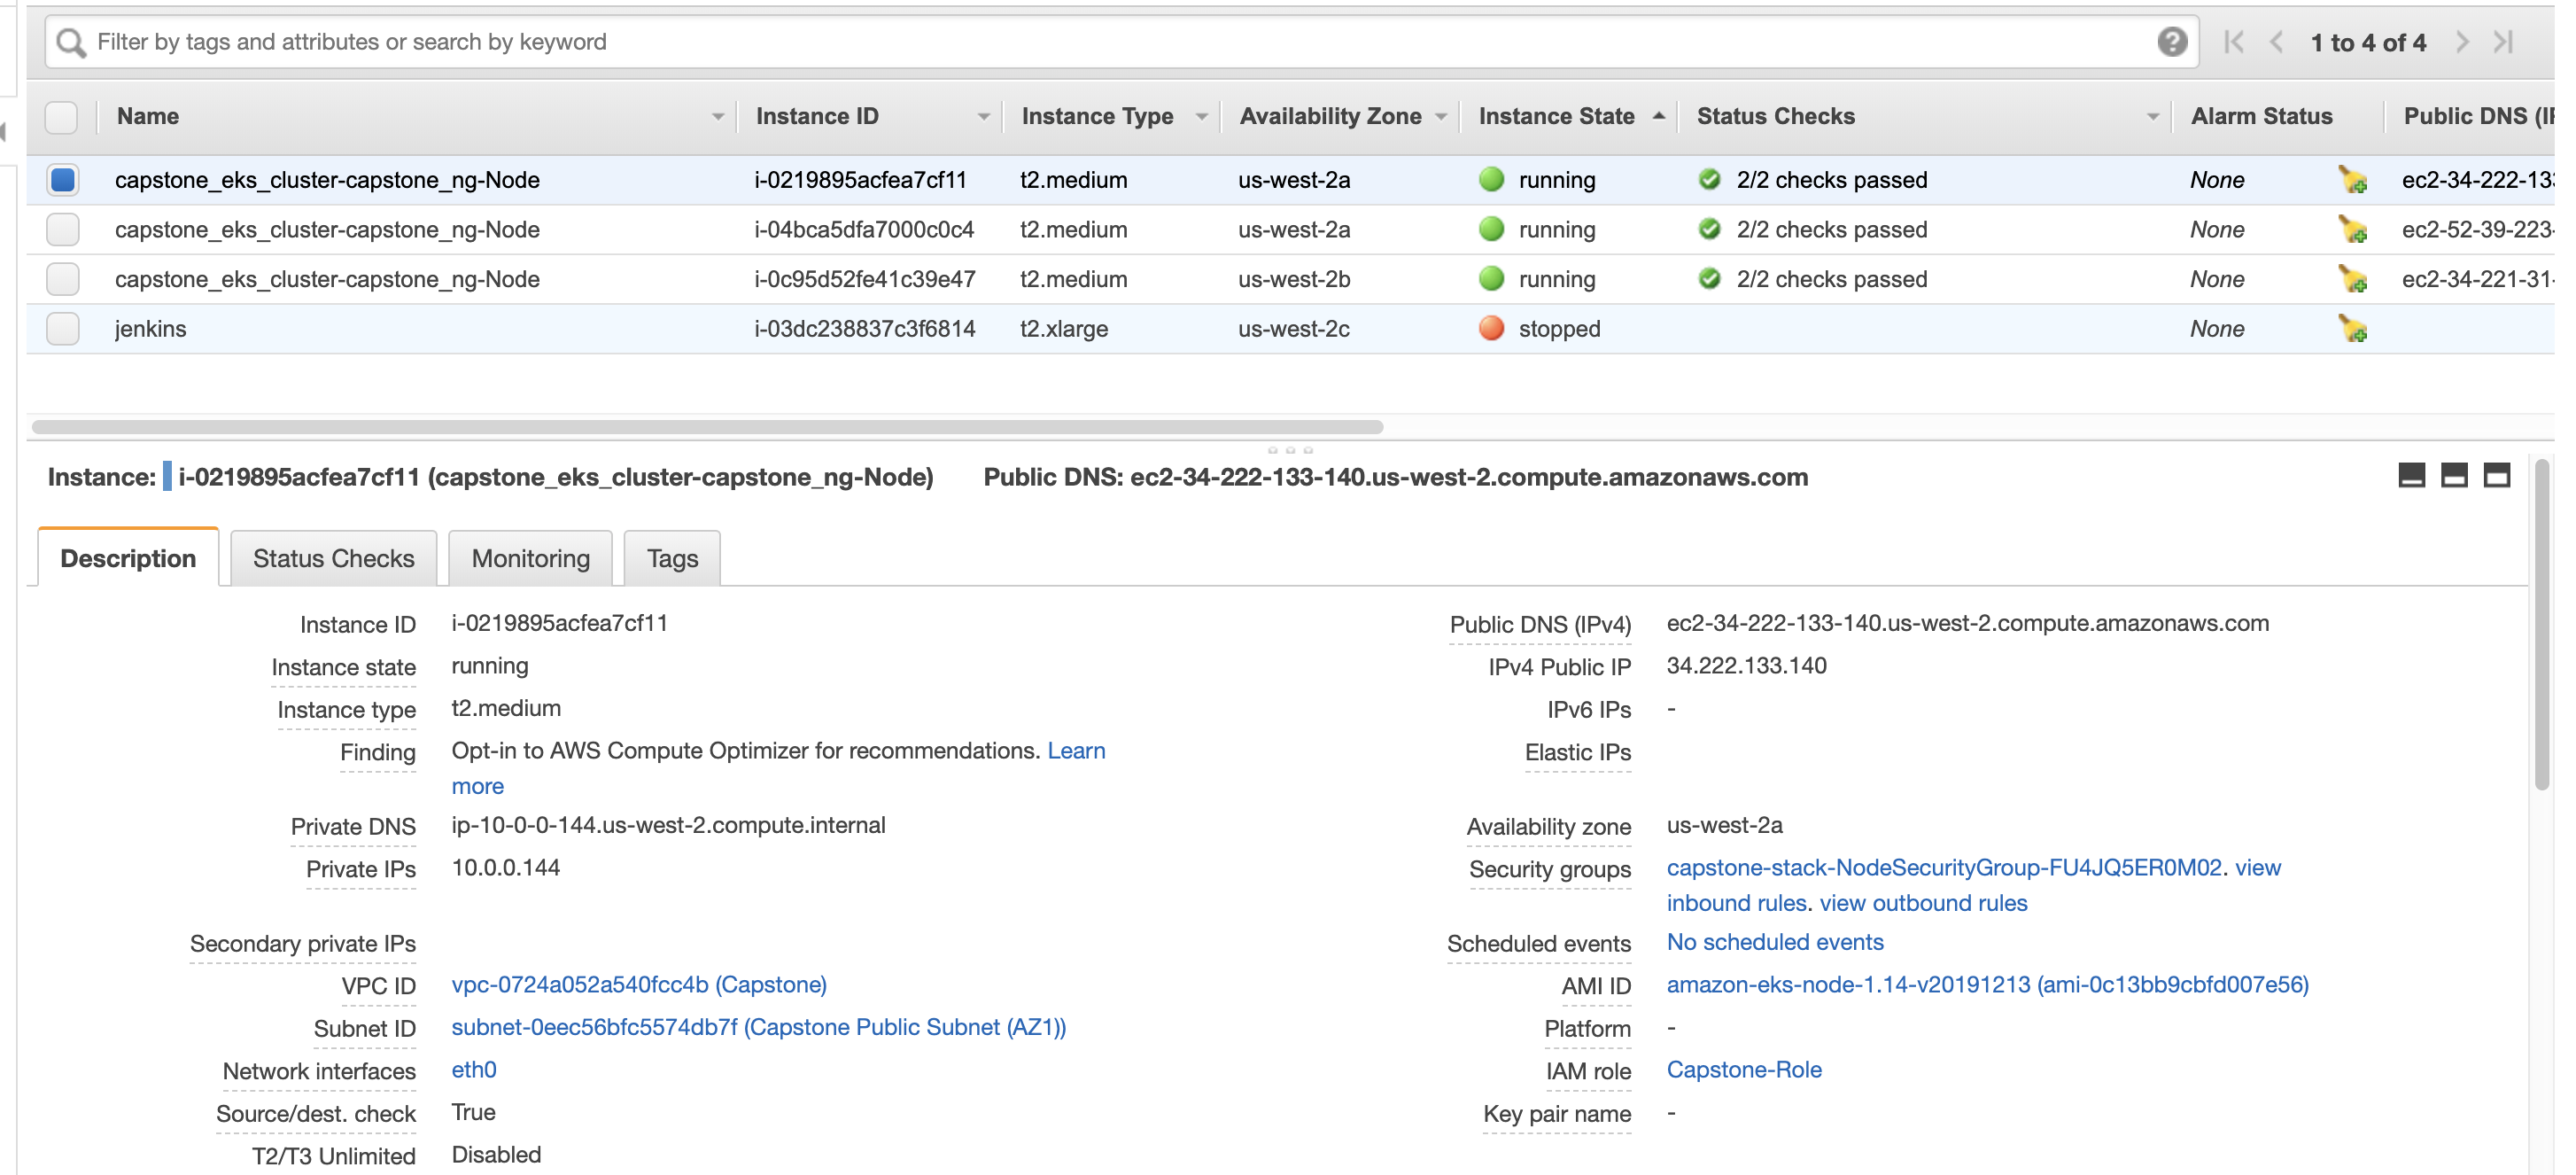 Filter by tags and attributes or search by keyword
1 to 4 of 4
Name Instance ID Instance Type Availability Zone Instance State Status Checks Alarm Status Public DNS (IP
capstone_eks_cluster-capstone_ng-Node i-0219895acfea7cf11 t2.medium us-west-2a running 2/2 checks passed None ec2-34-222-133
capstone_eks_cluster-capstone_ng-Node i-04bca5dfa7000c0c4 t2.medium us-west-2a running 2/2 checks passed None ec2-52-39-223-
capstone_eks_cluster-capstone_ng-Node i-0c95d52fe41c39e47 t2.medium us-west-2b running 2/2 checks passed None ec2-34-221-31-
jenkins i-03dc238837c3f6814 t2.xlarge us-west-2c stopped None
Instance: i-0219895acfea7cf11 (capstone_eks_cluster-capstone_ng-Node) Public DNS: ec2-34-222-133-140.us-west-2.compute.amazonaws.com
Description Status Checks Monitoring Tags
Instance ID i-0219895acfea7cf11
Instance state running
Instance type t2.medium
Finding Opt-in to AWS Compute Optimizer for recommendations. Learn
more
Private DNS ip-10-0-0-144.us-west-2.compute.internal
Private IPs 10.0.0.144
Secondary private IPs
VPC ID vpc-0724a052a540fcc4b (Capstone)
Subnet ID subnet-0eec56bfc5574db7f (Capstone Public Subnet (AZ1))
Network interfaces eth0
Source/dest. check True
T2/T3 Unlimited Disabled
Public DNS (IPv4) ec2-34-222-133-140.us-west-2.compute.amazonaws.com
IPv4 Public IP 34.222.133.140
IPv6 IPs -
Elastic IPs
Availability zone us-west-2a
Security groups capstone-stack-NodeSecurityGroup-FU4JQ5ER0M02. view
inbound rules. view outbound rules
Scheduled events No scheduled events
AMI ID amazon-eks-node-1.14-v20191213 (ami-0c13bb9cbfd007e56)
Platform -
IAM role Capstone-Role
Key pair name -